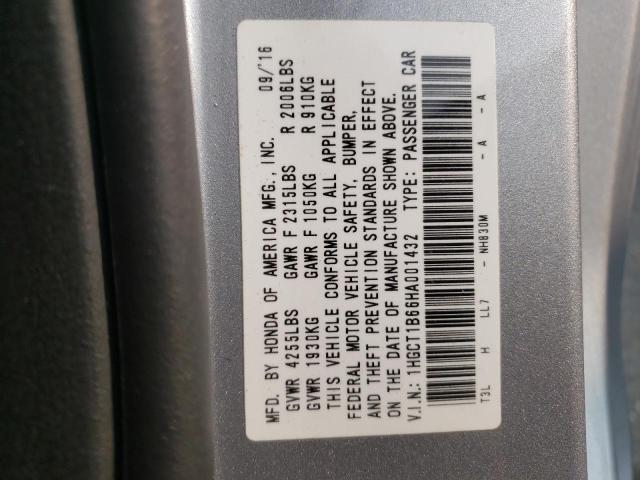 MFD. BY HONDA OF AMERICA MFG., INC. 09/'16
GVWR 4255LBS GAWR F 2315LBS R 2006LBS
GVWR 1930KG GAWR F 1050KG R 910KG
THIS VEHICLE CONFORMS TO ALL APPLICABLE
FEDERAL MOTOR VEHICLE SAFETY, BUMPER,
AND THEFT PREVENTION STANDARDS IN EFFECT
ON THE DATE OF MANUFACTURE SHOWN ABOVE.
V.I.N.: 1HGCT1B66HA001432 TYPE: PASSENGER CAR
T3L H LL7 - NH830M - A - A